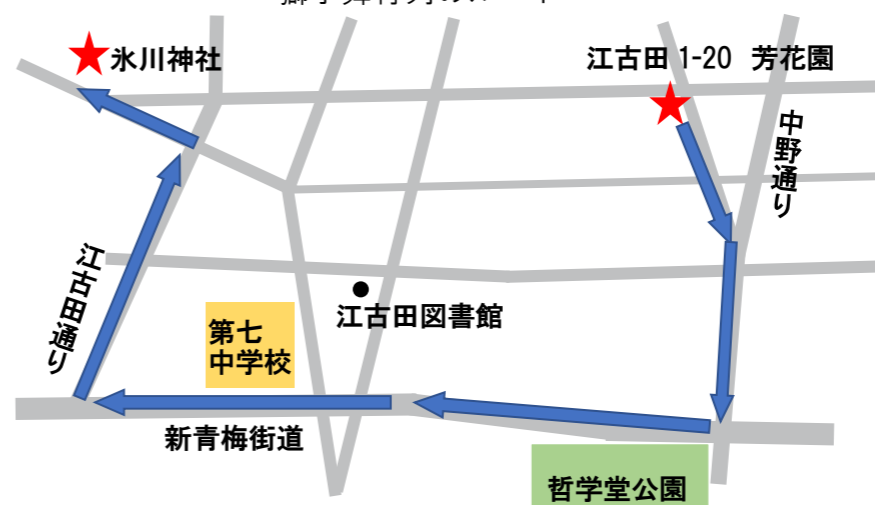 氷川神社
江古田 1-20 芳花園
中野通り
江古田通り
江古田図書館
第七
中学校
新青梅街道
哲学堂公園